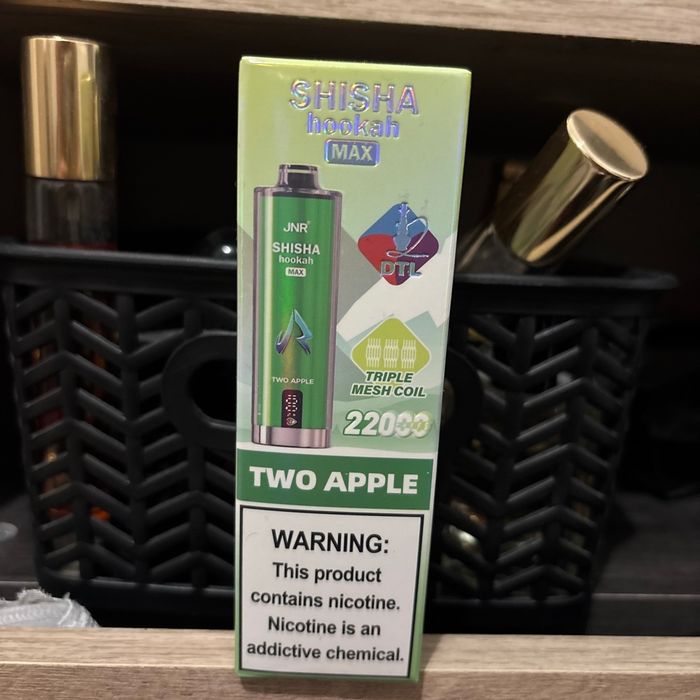 SHISHA
hookah
MAX
JNR®
SHISHA
hookah
MAX
TWO APPLE
DTL
TRIPLE
MESH COIL
22000
TWO APPLE
WARNING:
This product
contains nicotine.
Nicotine is an
addictive chemical.